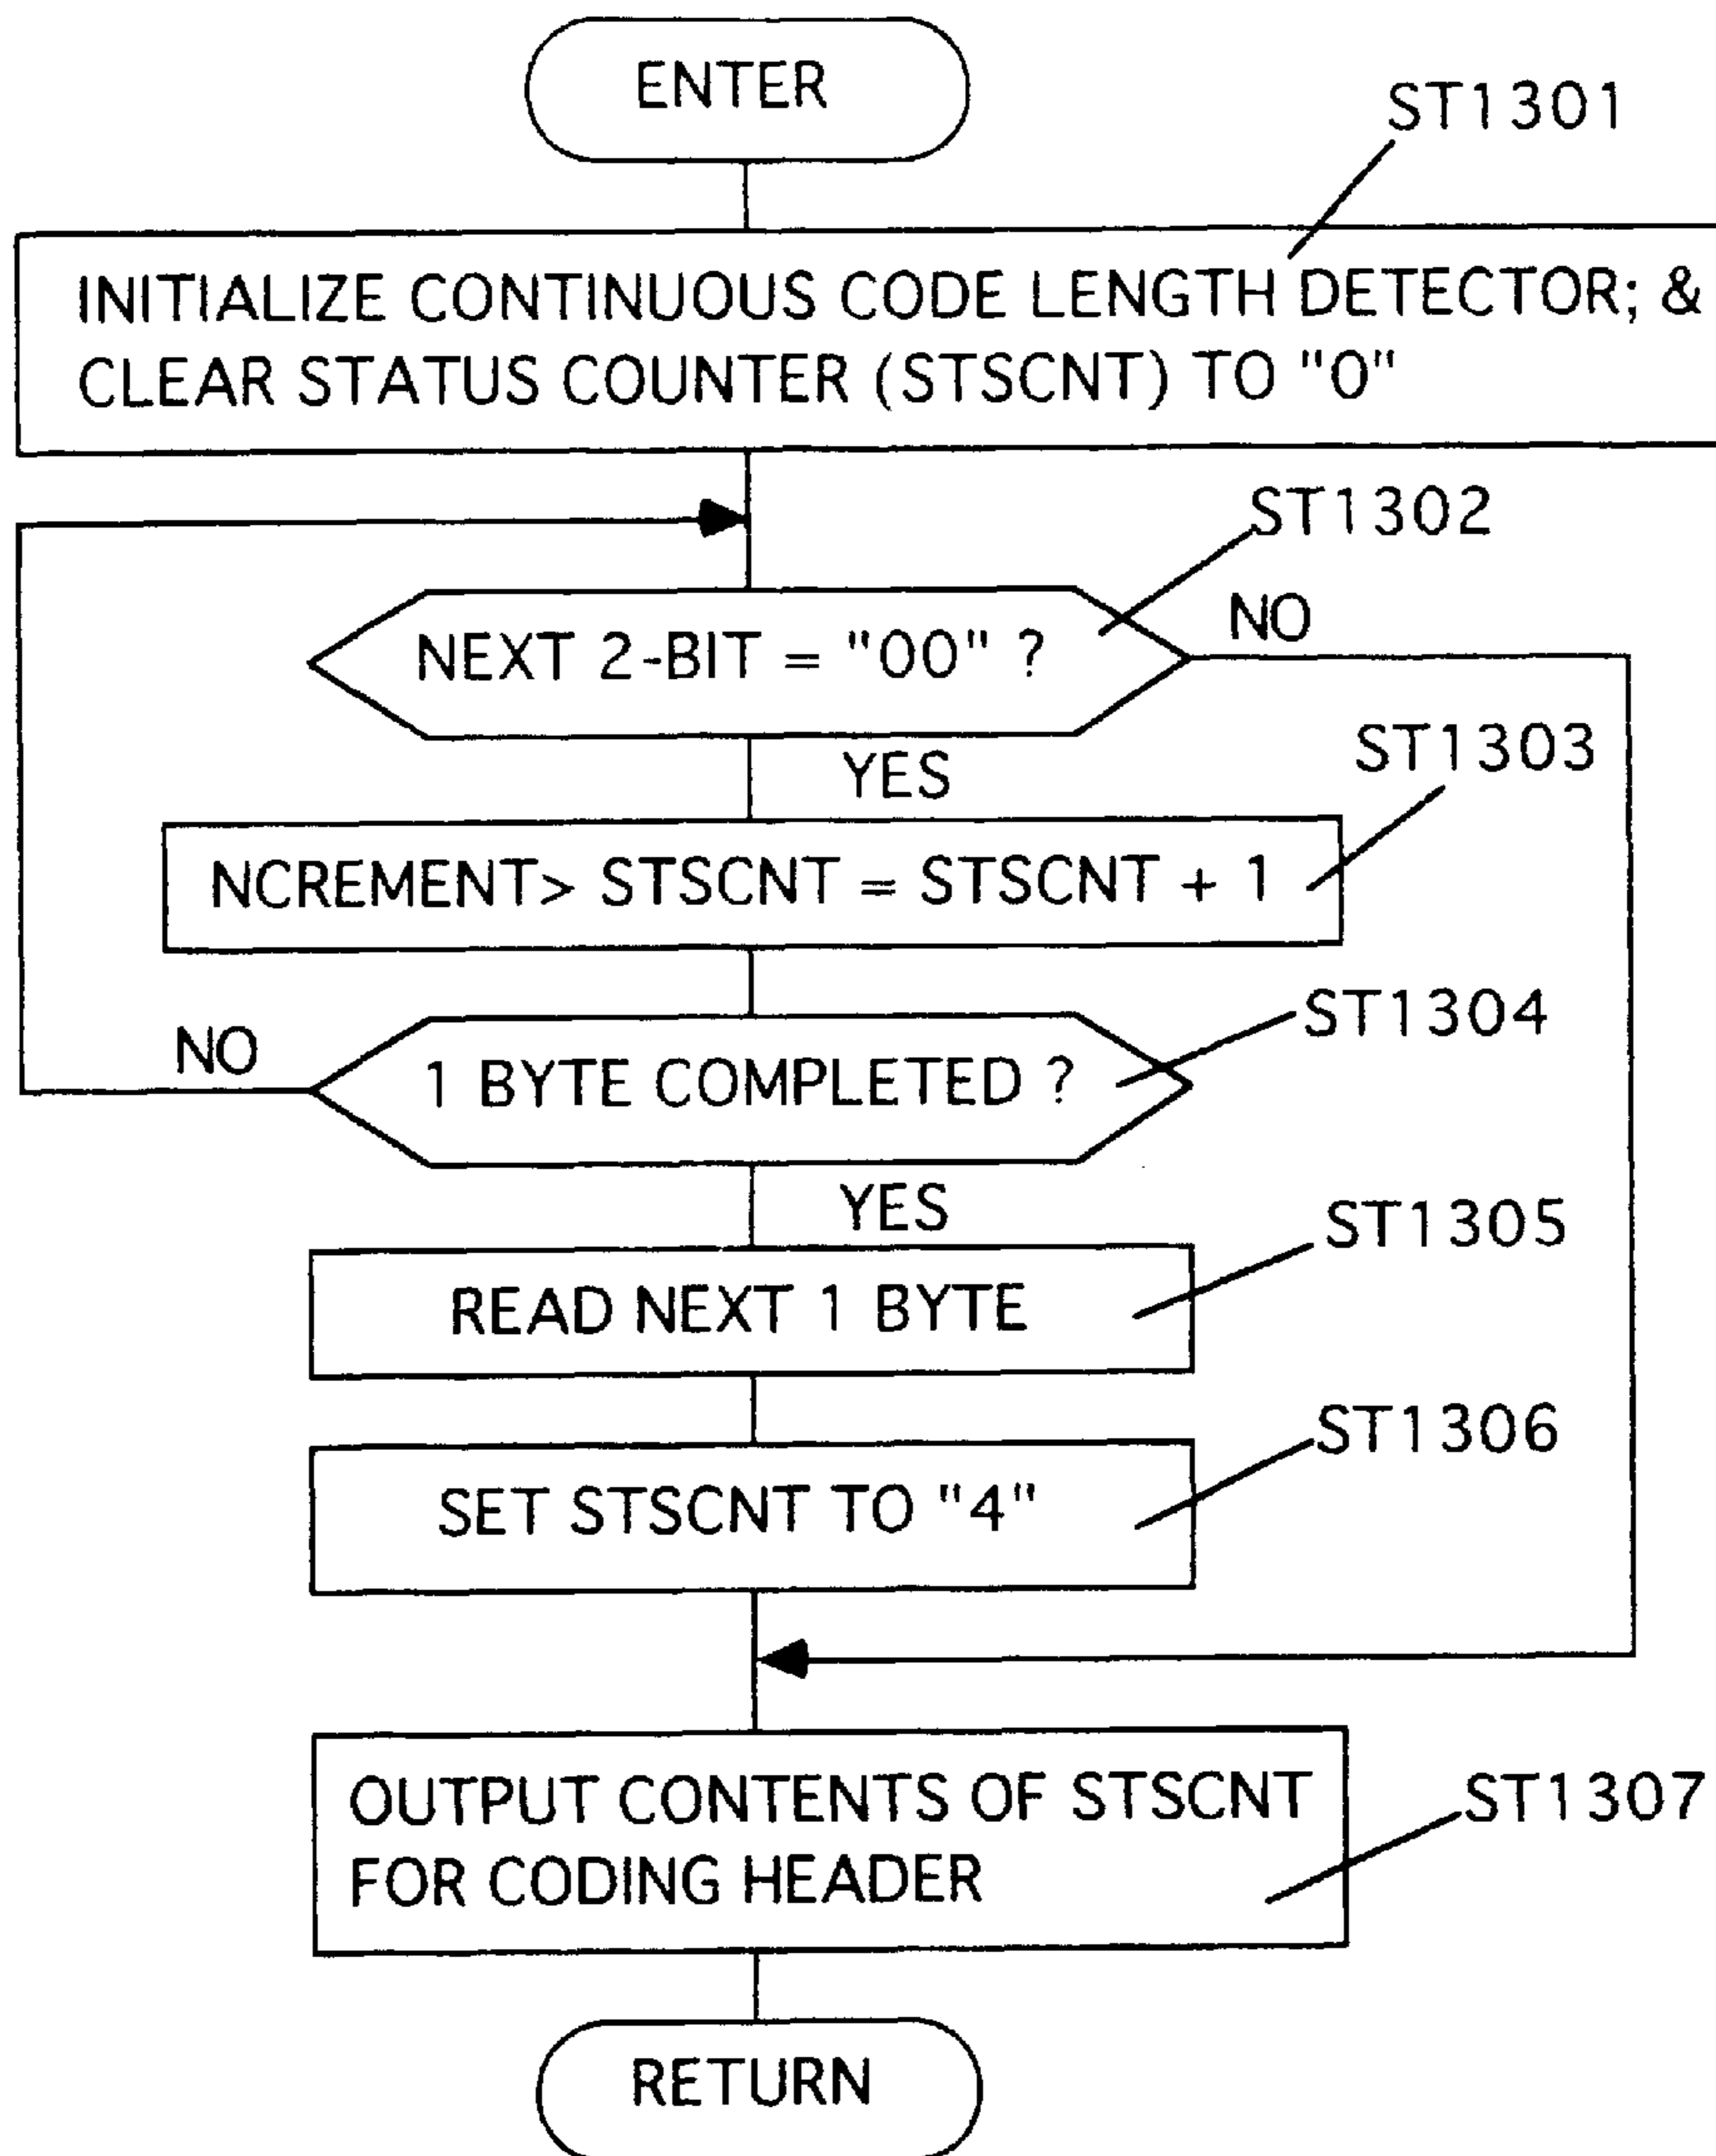 ENTER
ST1301
INITIALIZE CONTINUOUS CODE LENGTH DETECTOR; &
CLEAR STATUS COUNTER (STSCNT) TO "0"
ST1302
NEXT 2-BIT = "00" ?
NO
YES
ST1303
NCREMENT> STSCNT = STSCNT + 1
ST1304
NO
1 BYTE COMPLETED ?
YES
ST1305
READ NEXT 1 BYTE
ST1306
SET STSCNT TO "4"
OUTPUT CONTENTS OF STSCNT
FOR CODING HEADER
ST1307
RETURN